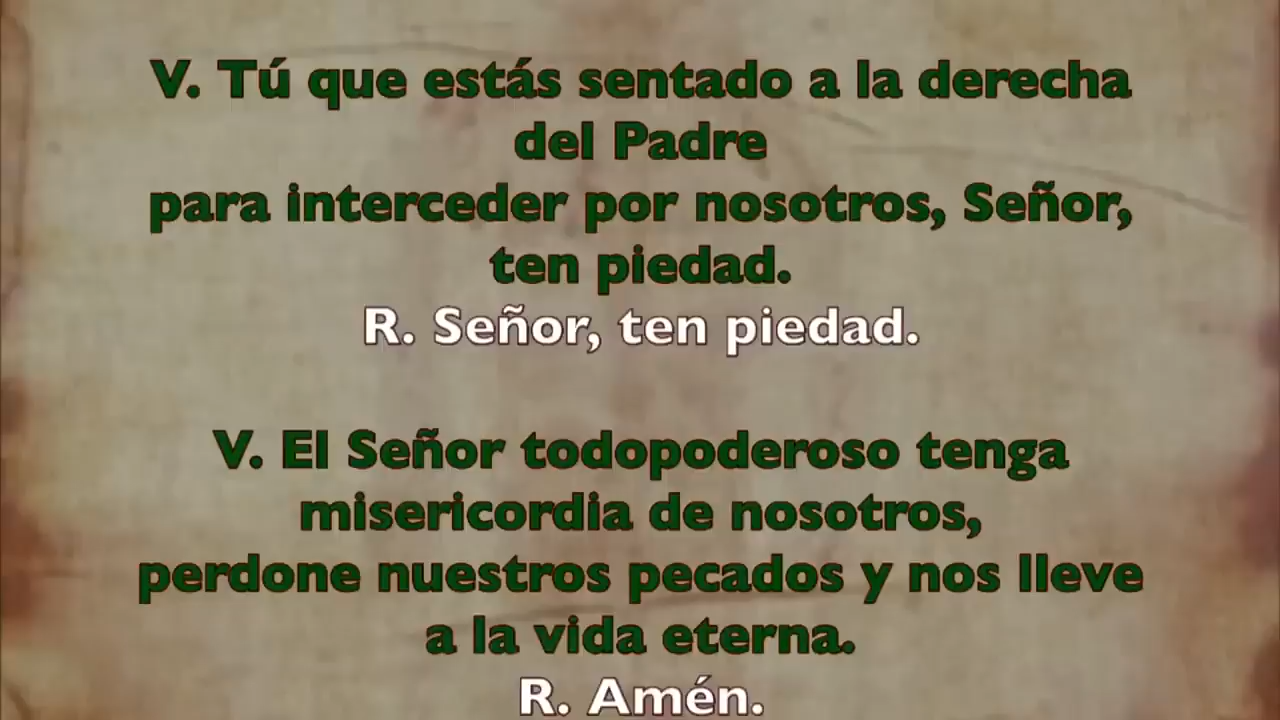 V. Tú que estás sentado a la derecha
del Padre
para interceder por nosotros, Señor,
ten piedad.
R. Señor, ten piedad.
V. El Señor todopoderoso tenga
misericordia de nosotros,
perdone nuestros pecados y nos lleve
a la vida eterna.
R. Amén.